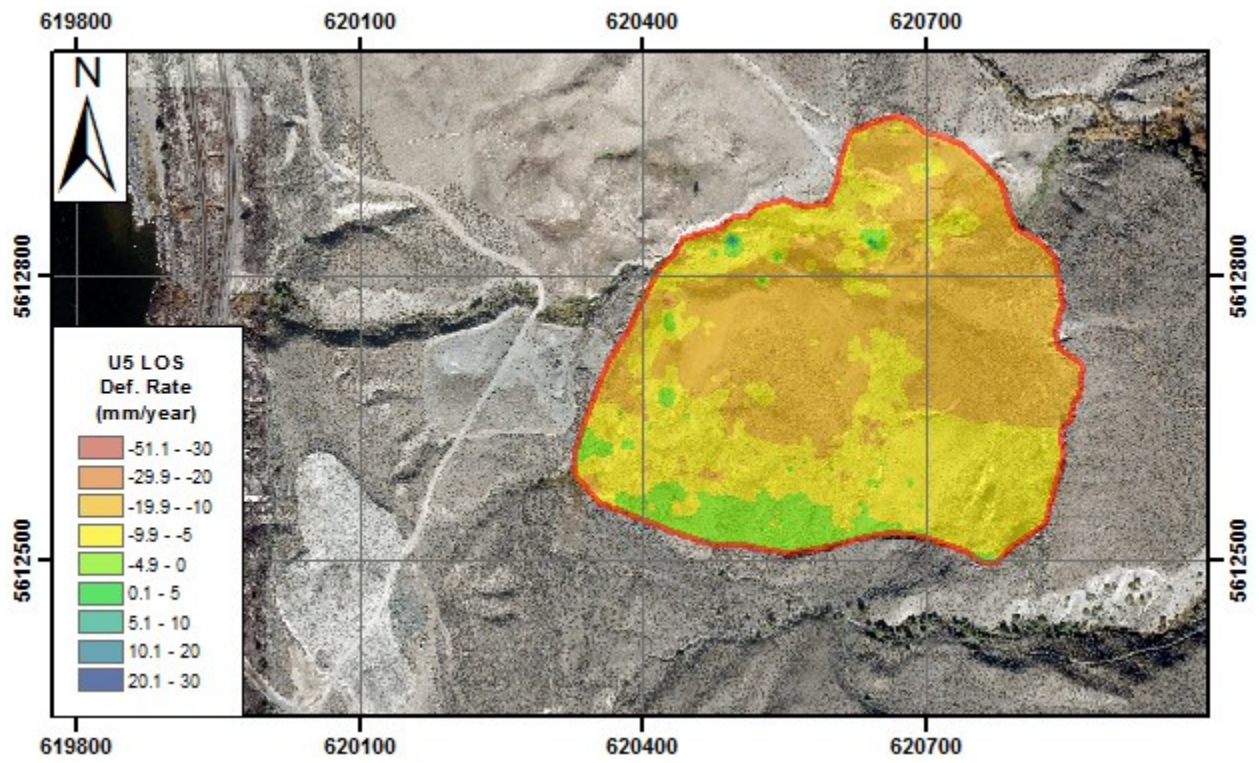 619800 620100 620400 620700
N
5612800 5612800
U5 LOS
Def. Rate
(mm/year)
-51.1 - -30
-29.9 - -20
-19.9 - -10
-9.9 - -5
-4.9 - 0
0.1 - 5
5.1 - 10
10.1 - 20
20.1 - 30
5612500 5612500
619800 620100 620400 620700